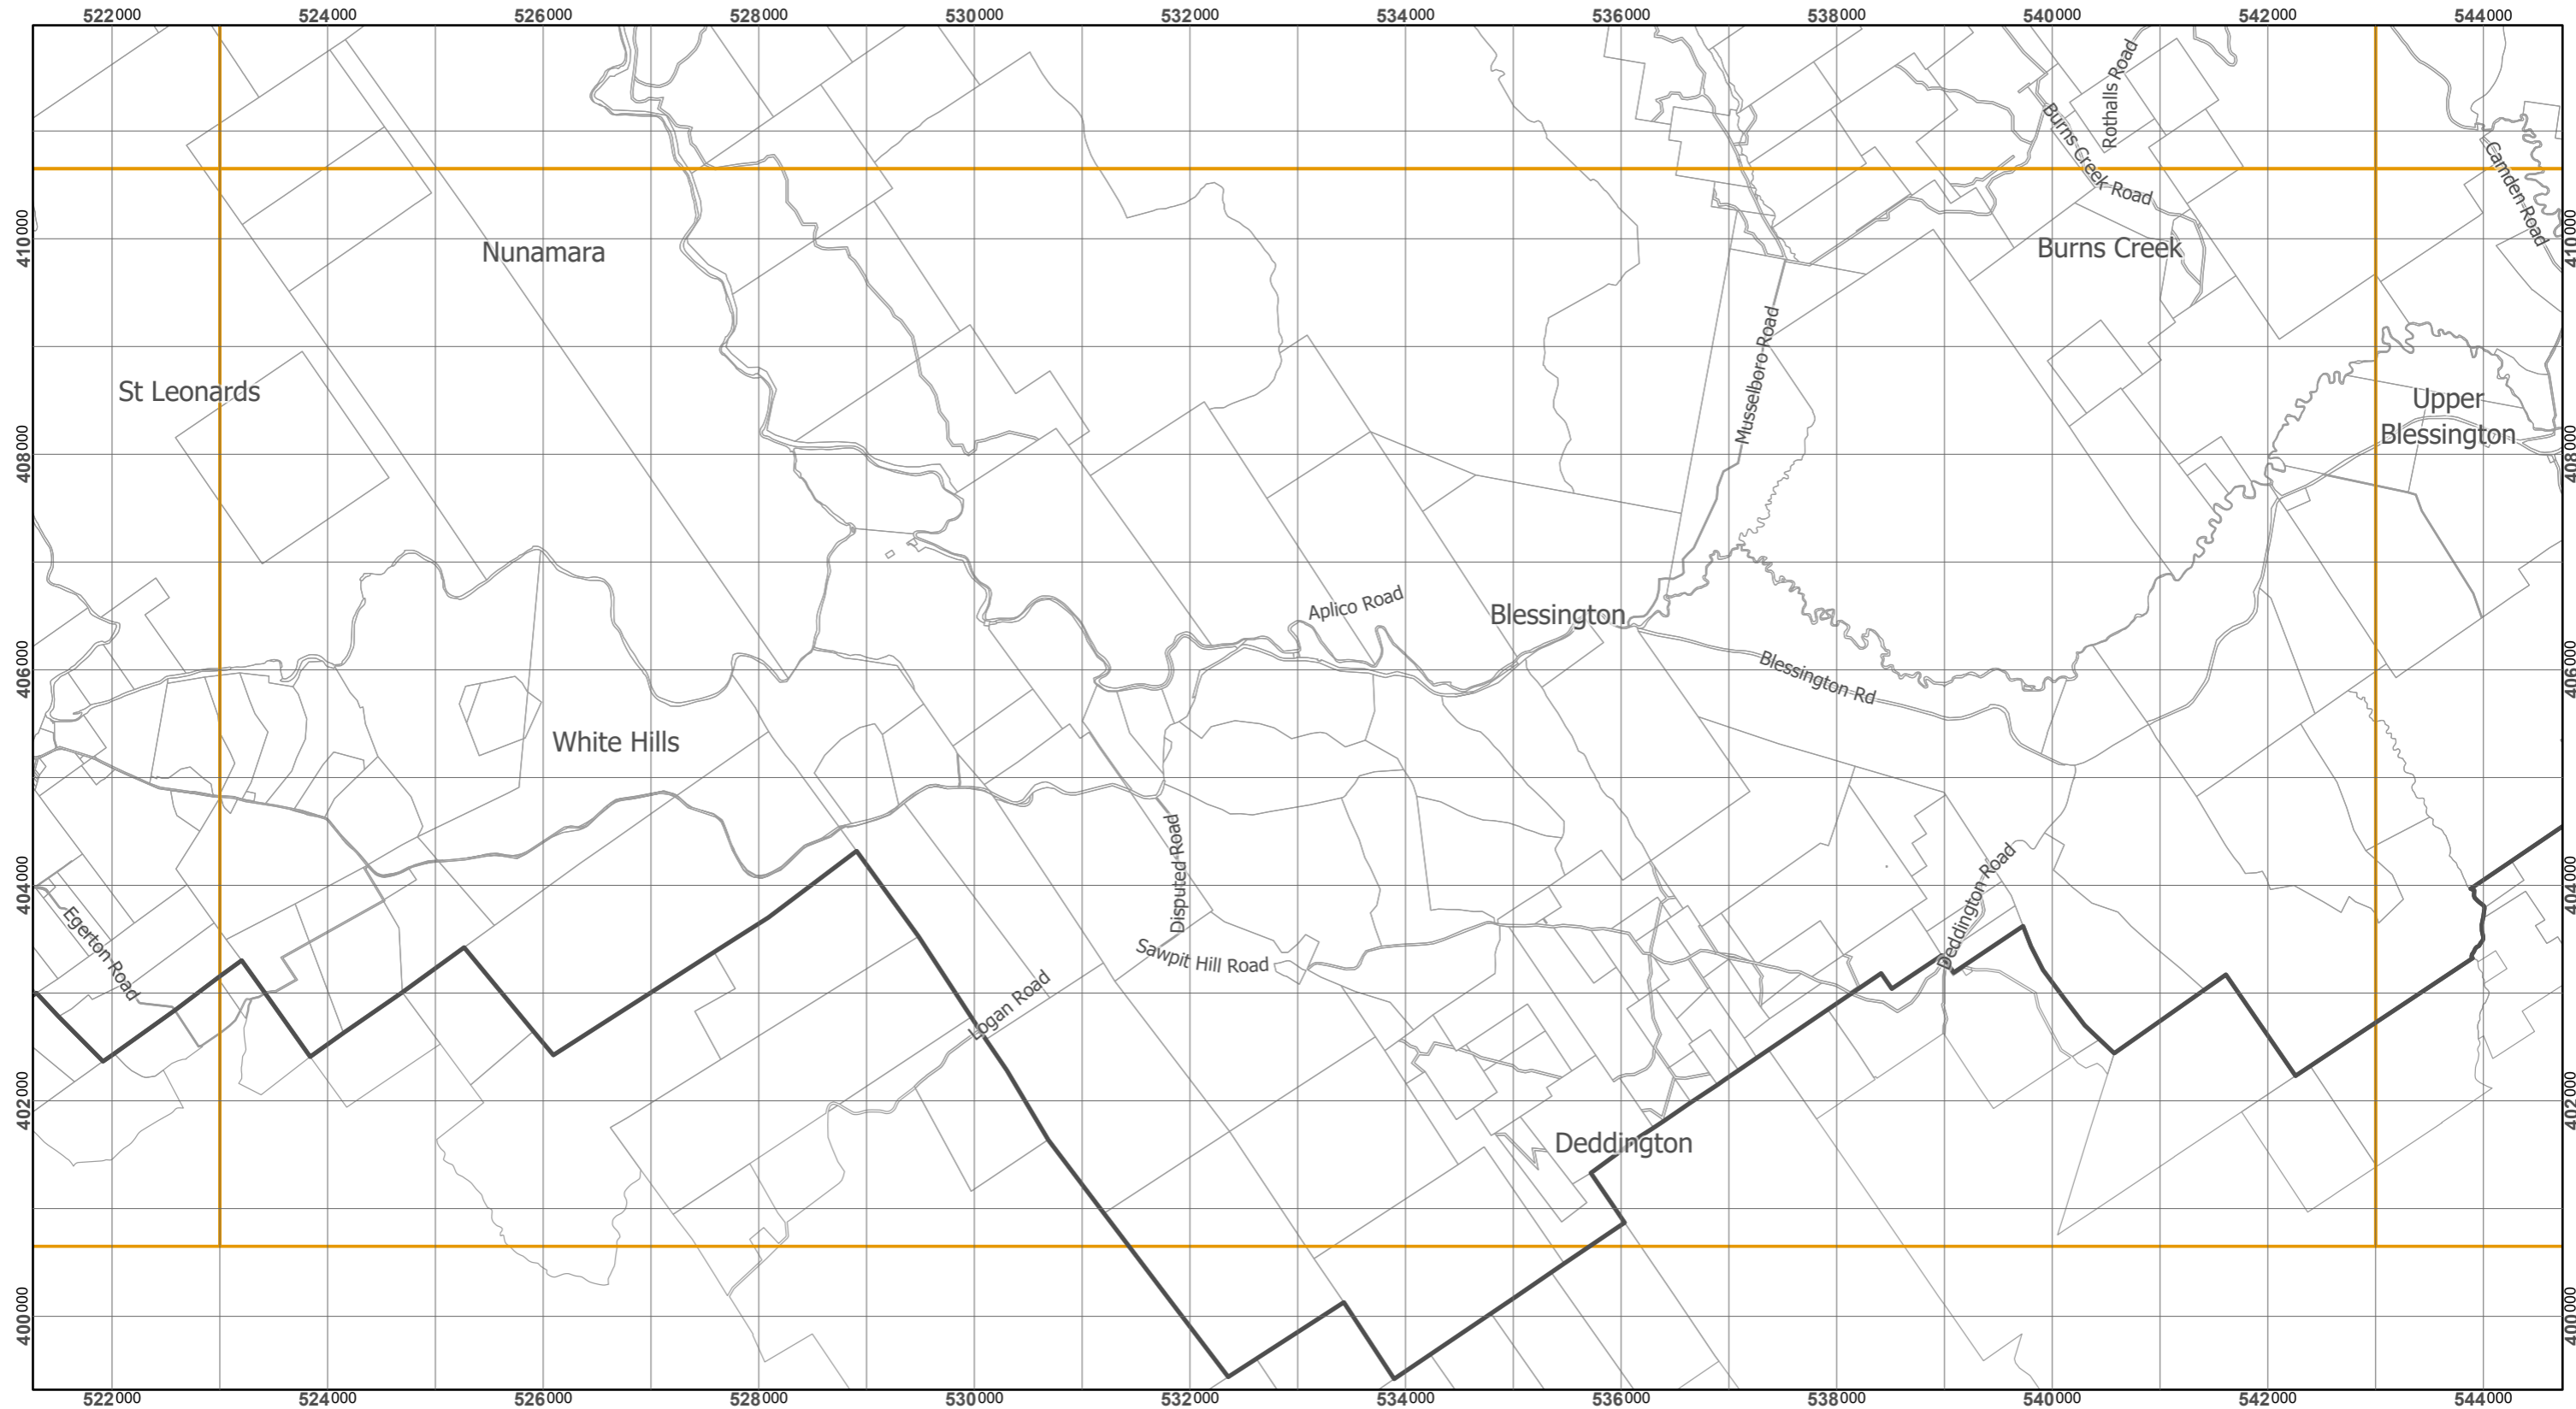 522000 524000 526000 528000 530000 532000 534000 536000 538000 540000 542000 544000
Rothalls Road
Burns Creek Road
Camden Road
410000
Nunamara
Burns Creek
410000
Musselboro Road
St Leonards
Upper
Blessington
408000
408000
Aplico Road
Blessington
406000
Blessington Rd
406000
White Hills
Disputed Road
404000
Deddington Road
404000
Egerton Road
Sawpit Hill Road
Logan Road
402000
402000
Deddington
400000
400000
522000 524000 526000 528000 530000 532000 534000 536000 538000 540000 542000 544000